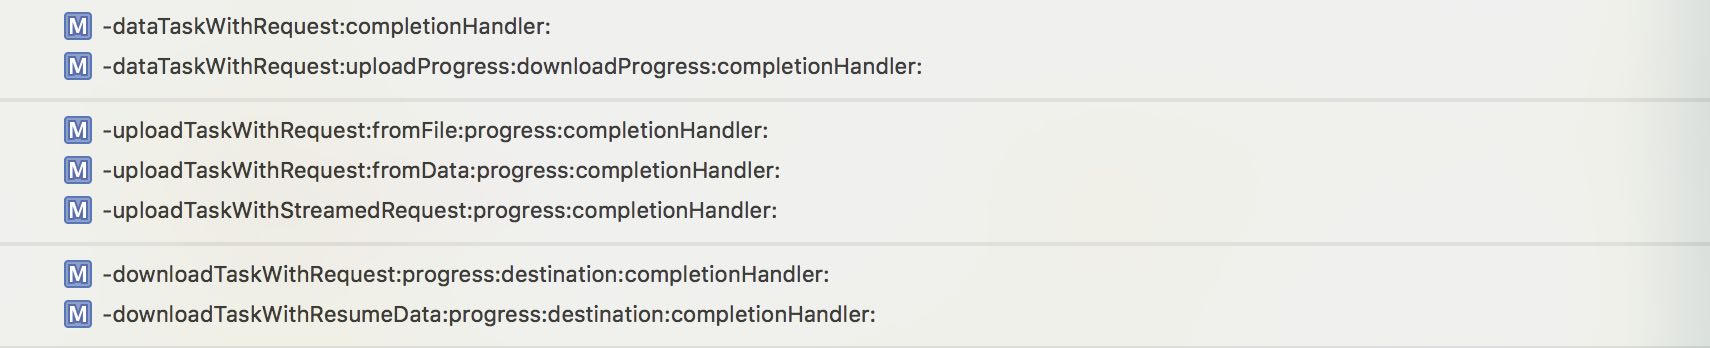 M -dataTaskWithRequest:completionHandler:
M -dataTaskWithRequest:uploadProgress:downloadProgress:completionHandler:
M -uploadTaskWithRequest:fromFile:progress:completionHandler:
M -uploadTaskWithRequest:fromData:progress:completionHandler:
M -uploadTaskWithStreamedRequest:progress:completionHandler:
M -downloadTaskWithRequest:progress:destination:completionHandler:
M -downloadTaskWithResumeData:progress:destination:completionHandler: